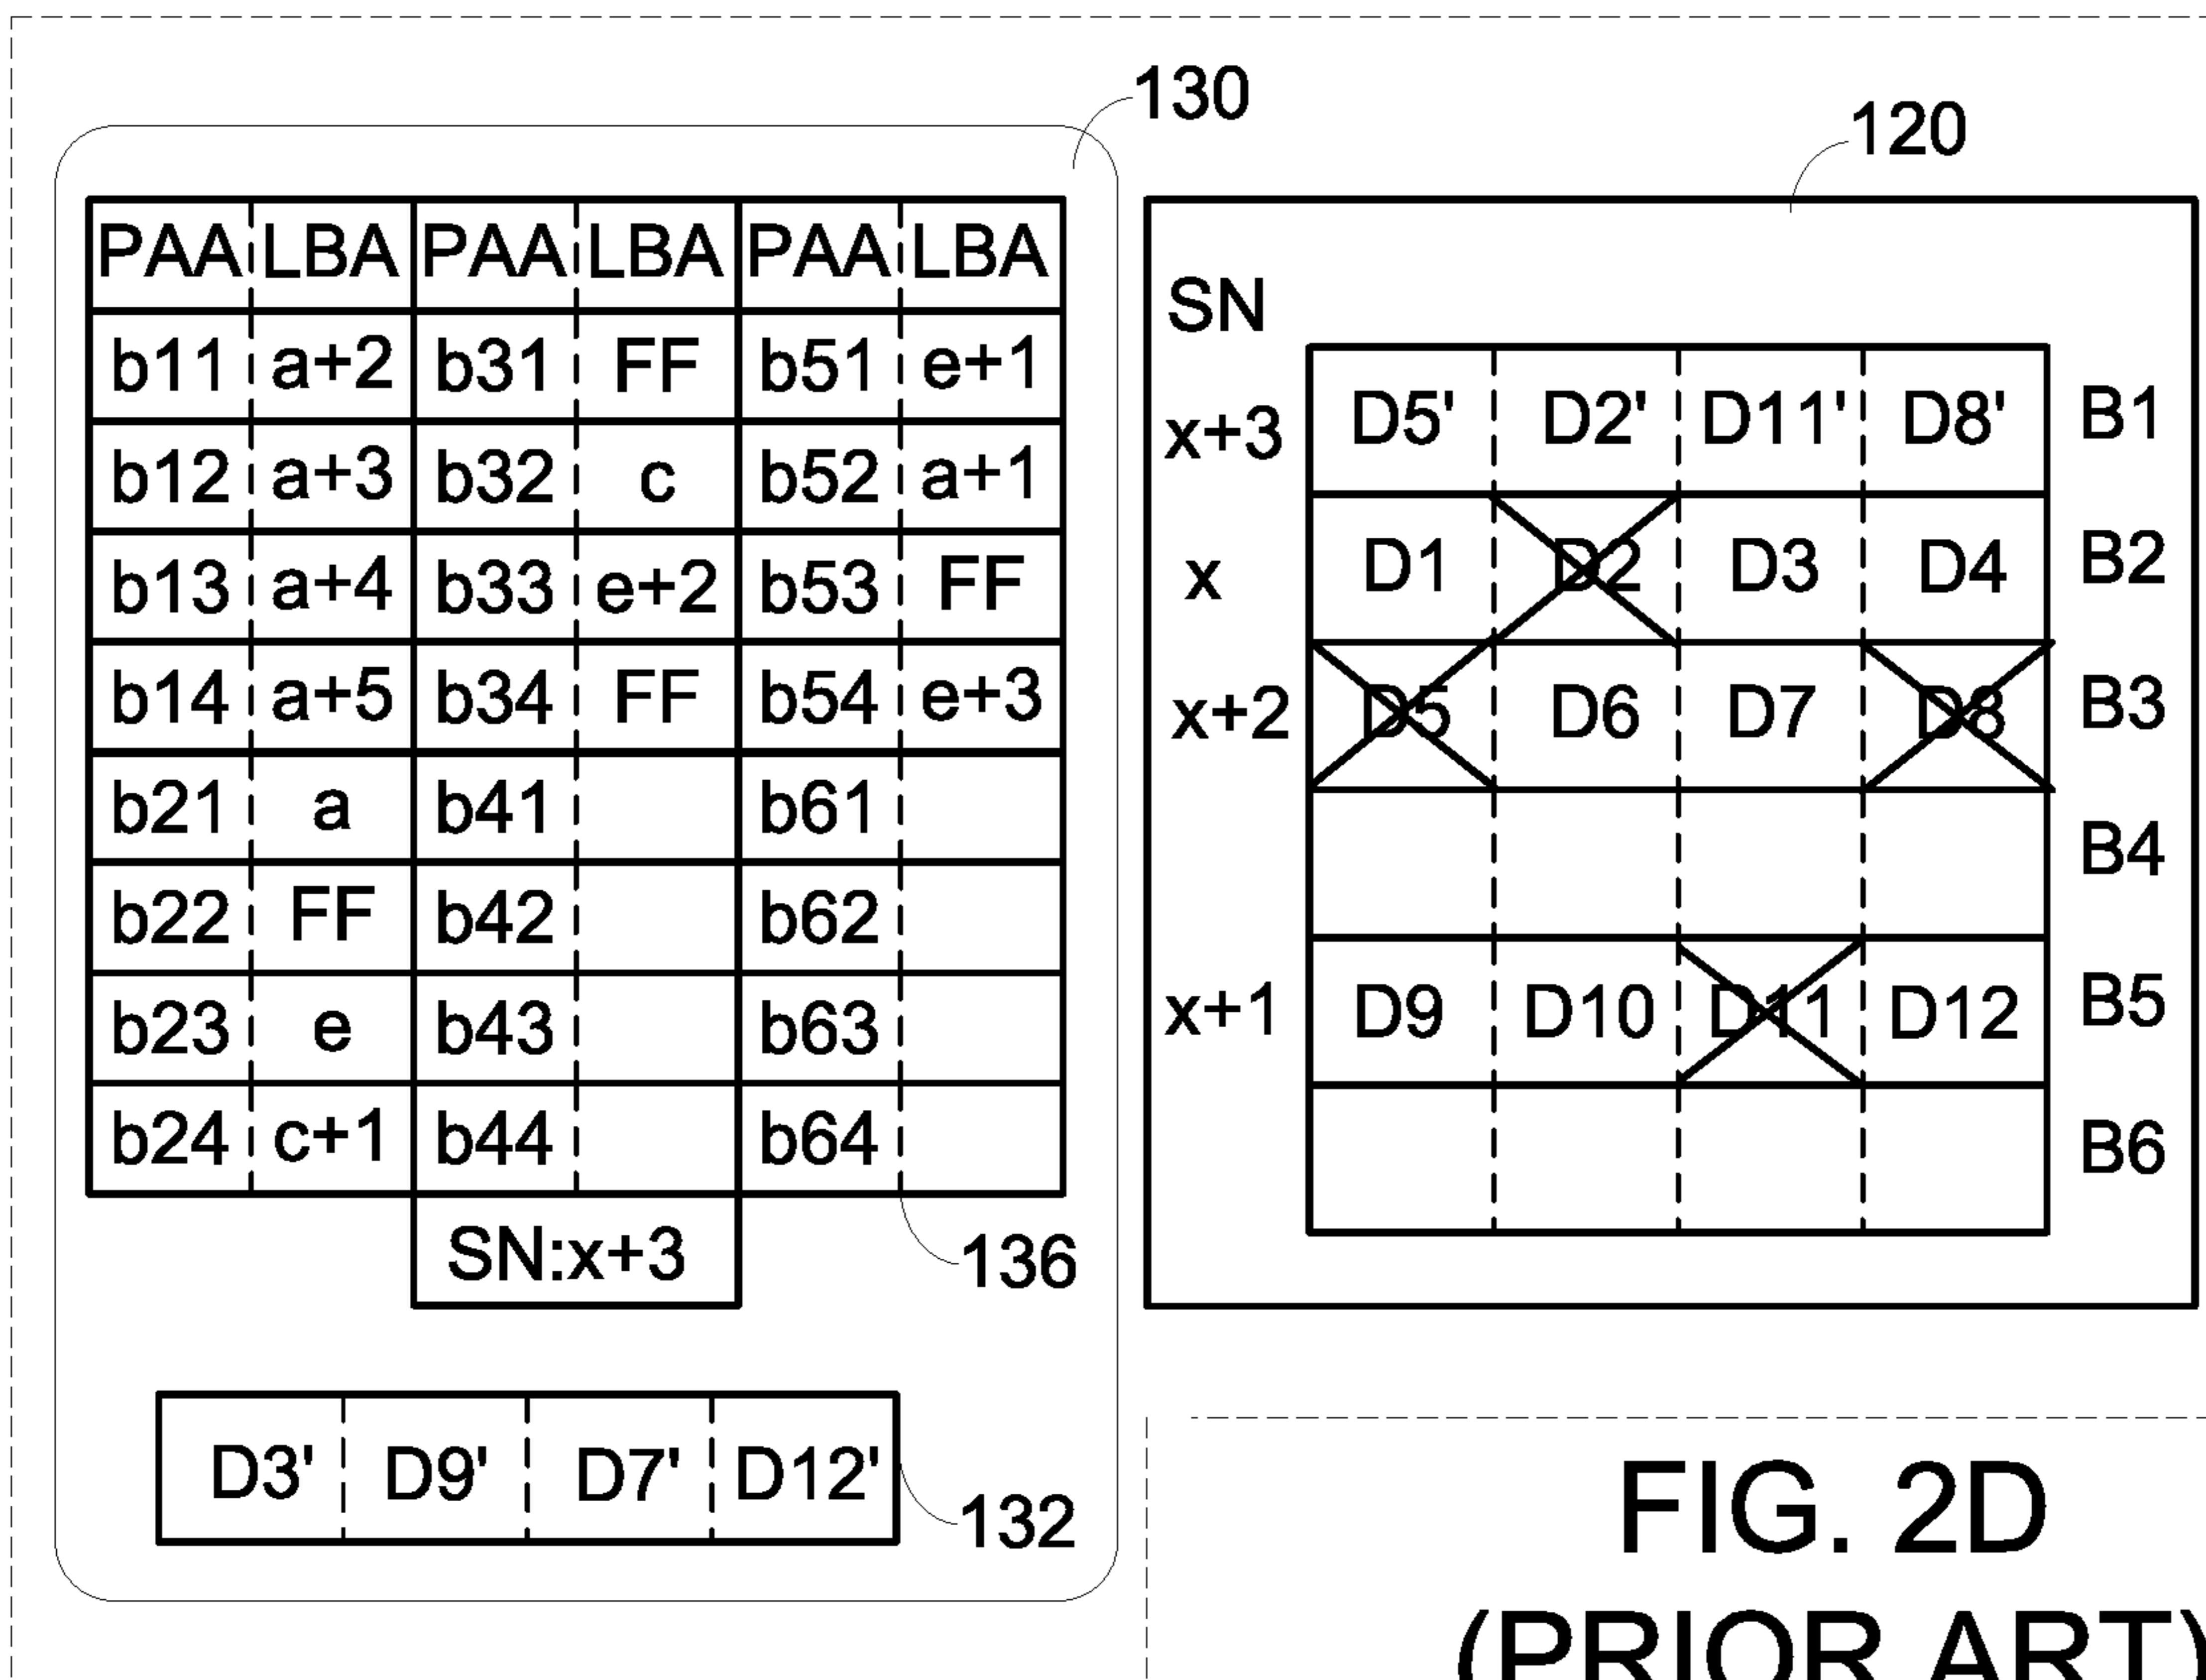 130
120
PAA LBA PAA LBA PAA LBA
b11 a+2 b31 FF b51 e+1
b12 a+3 b32 c b52 a+1
b13 a+4 b33 e+2 b53 FF
b14 a+5 b34 FF b54 e+3
b21 a b41 b61
b22 FF b42 b62
b23 e b43 b63
b24 c+1 b44 b64
SN:x+3
136
D3' D9' D7' D12'
132
SN
x+3 D5' D2' D11' D8' B1
x D1 D2 D3 D4 B2
x+2 D5 D6 D7 D8 B3
B4
x+1 D9 D10 D11 D12 B5
B6
FIG. 2D
(PRIOR ART)